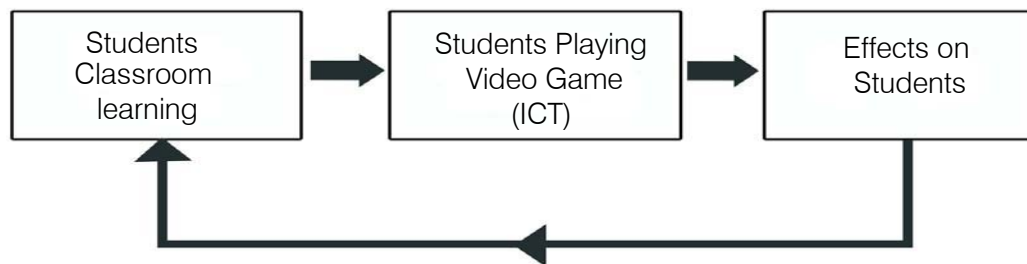 Students
Classroom
learning
Students Playing
Video Game
(ICT)
Effects on
Students